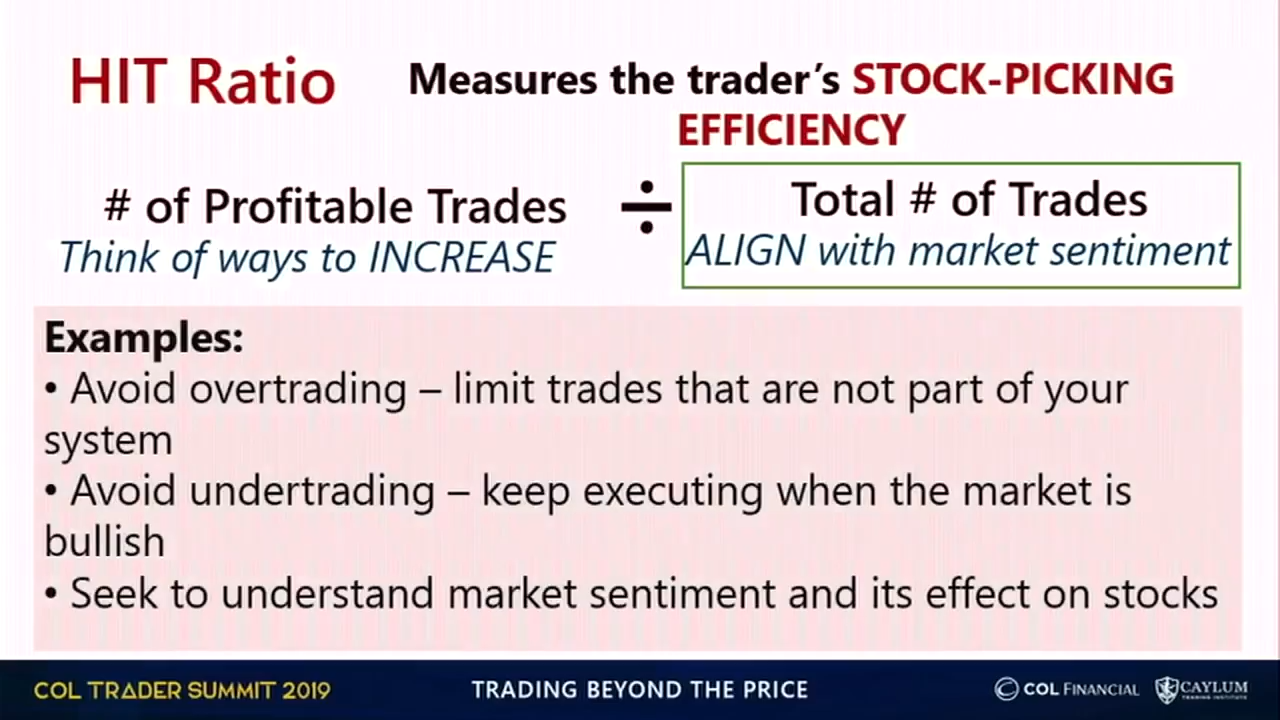 HIT Ratio
Measures the trader's STOCK-PICKING
EFFICIENCY
# of Profitable Trades
Think of ways to INCREASE
÷
Total # of Trades
ALIGN with market sentiment
Examples:
• Avoid overtrading – limit trades that are not part of your
system
• Avoid undertrading – keep executing when the market is
bullish
• Seek to understand market sentiment and its effect on stocks
COL TRADER SUMMIT 2019
TRADING BEYOND THE PRICE
COL FINANCIAL
CAYLUM
TRADING INSTITUTE